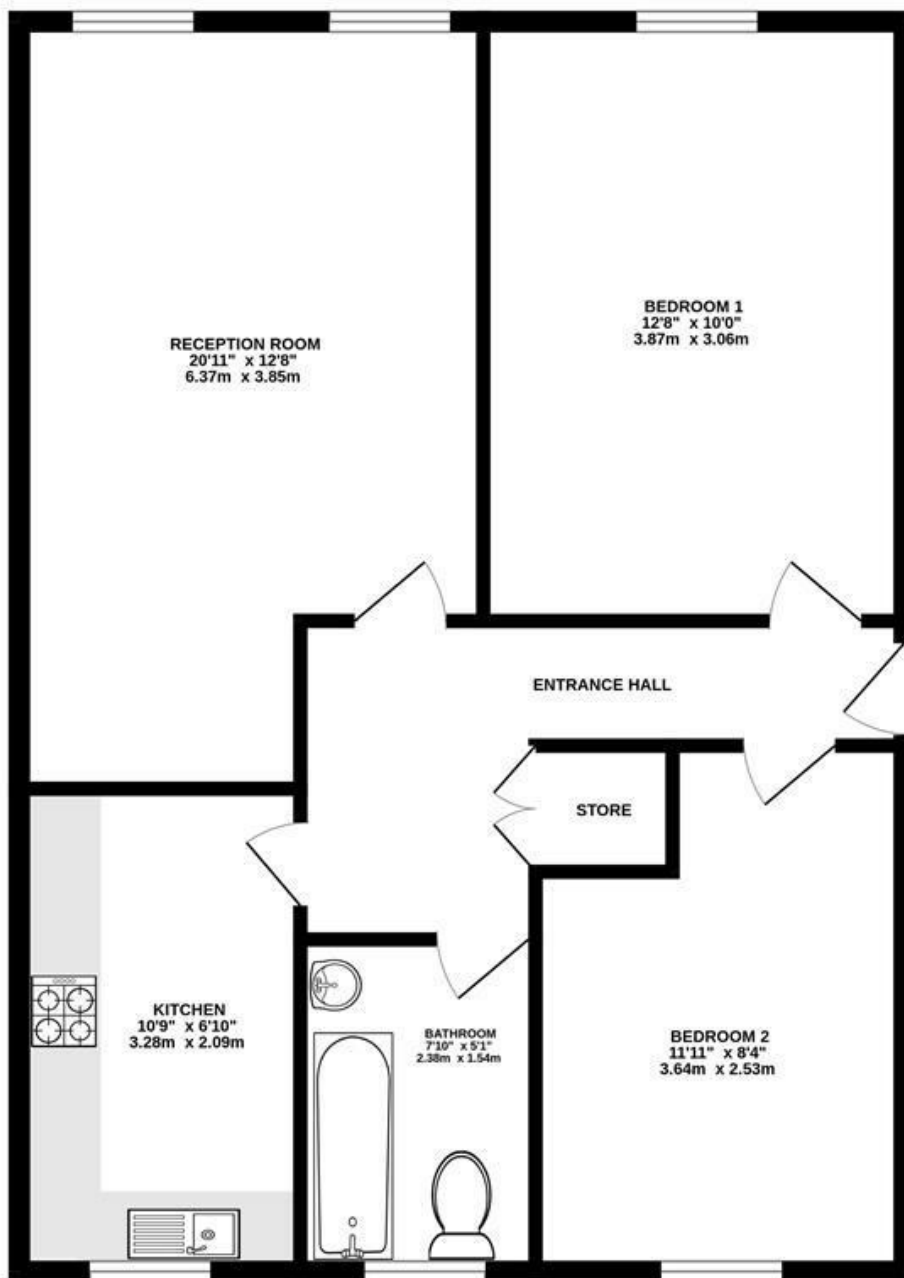 RECEPTION ROOM
20'11" x 12'8"
6.37m x 3.85m
BEDROOM 1
12'8" x 10'0"
3.87m x 3.06m
ENTRANCE HALL
STORE
KITCHEN
10'9" x 6'10"
3.28m x 2.09m
BATHROOM
7'10" x 5'1"
2.38m x 1.54m
BEDROOM 2
11'11" x 8'4"
3.64m x 2.53m